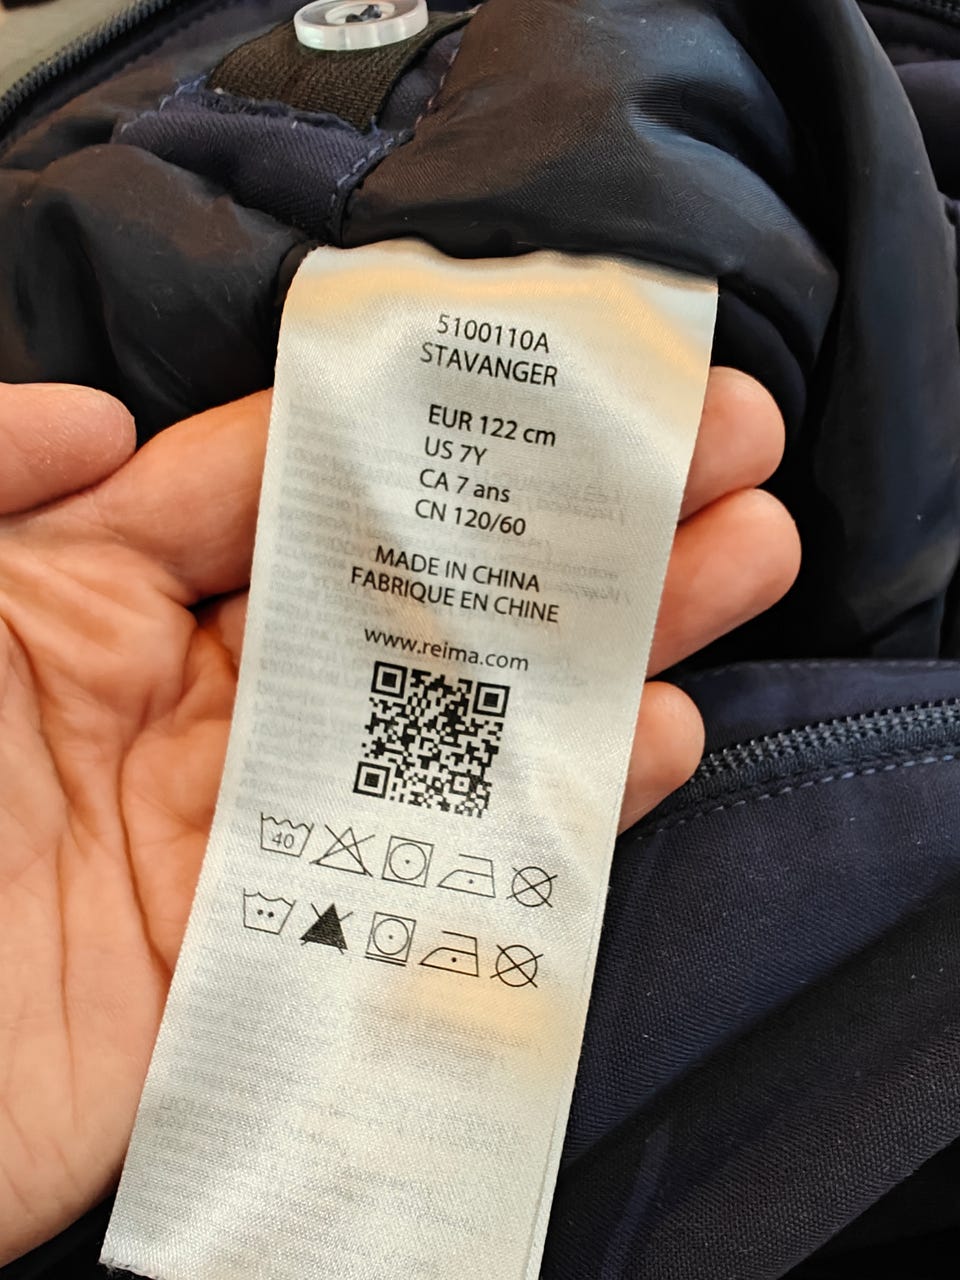 5100110A
STAVANGER
EUR 122 cm
US 7Y
CA 7 ans
CN 120/60
MADE IN CHINA
FABRIQUE EN CHINE
www.reima.com
40